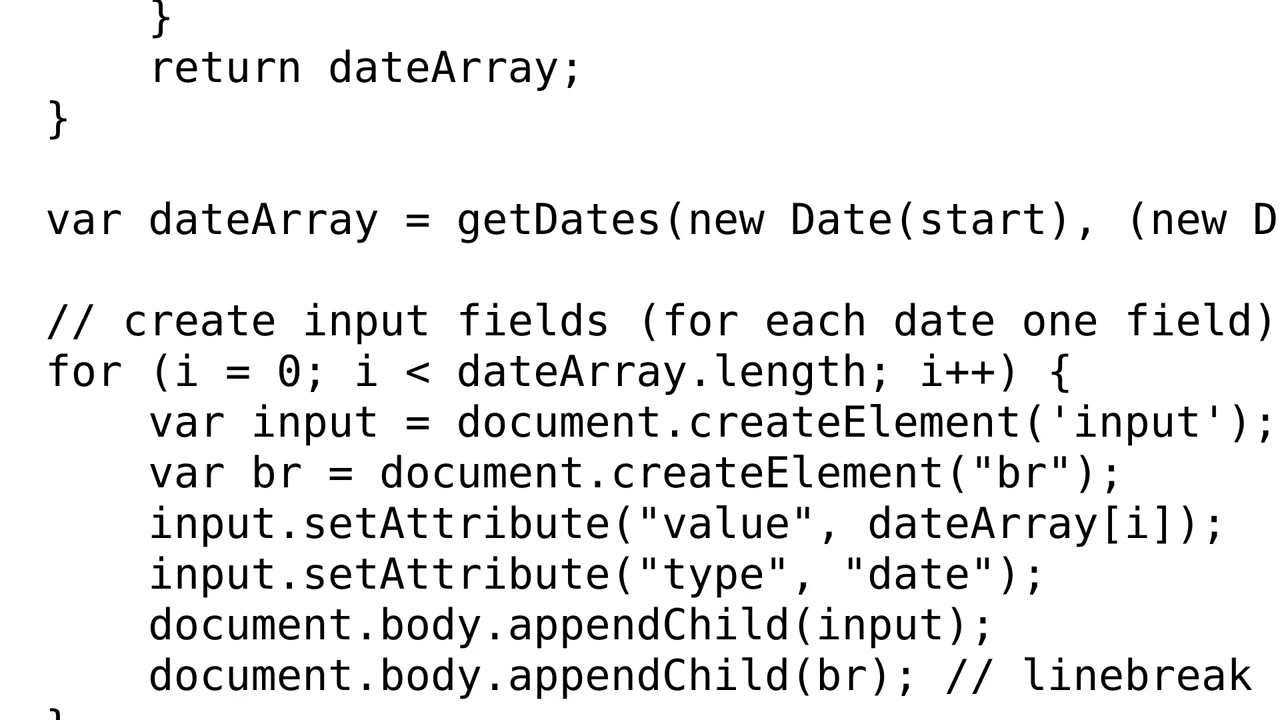 }
    return dateArray;
}

var dateArray = getDates(new Date(start), (new D

// create input fields (for each date one field)
for (i = 0; i < dateArray.length; i++) {
    var input = document.createElement('input');
    var br = document.createElement("br");
    input.setAttribute("value", dateArray[i]);
    input.setAttribute("type", "date");
    document.body.appendChild(input);
    document.body.appendChild(br); // linebreak
}